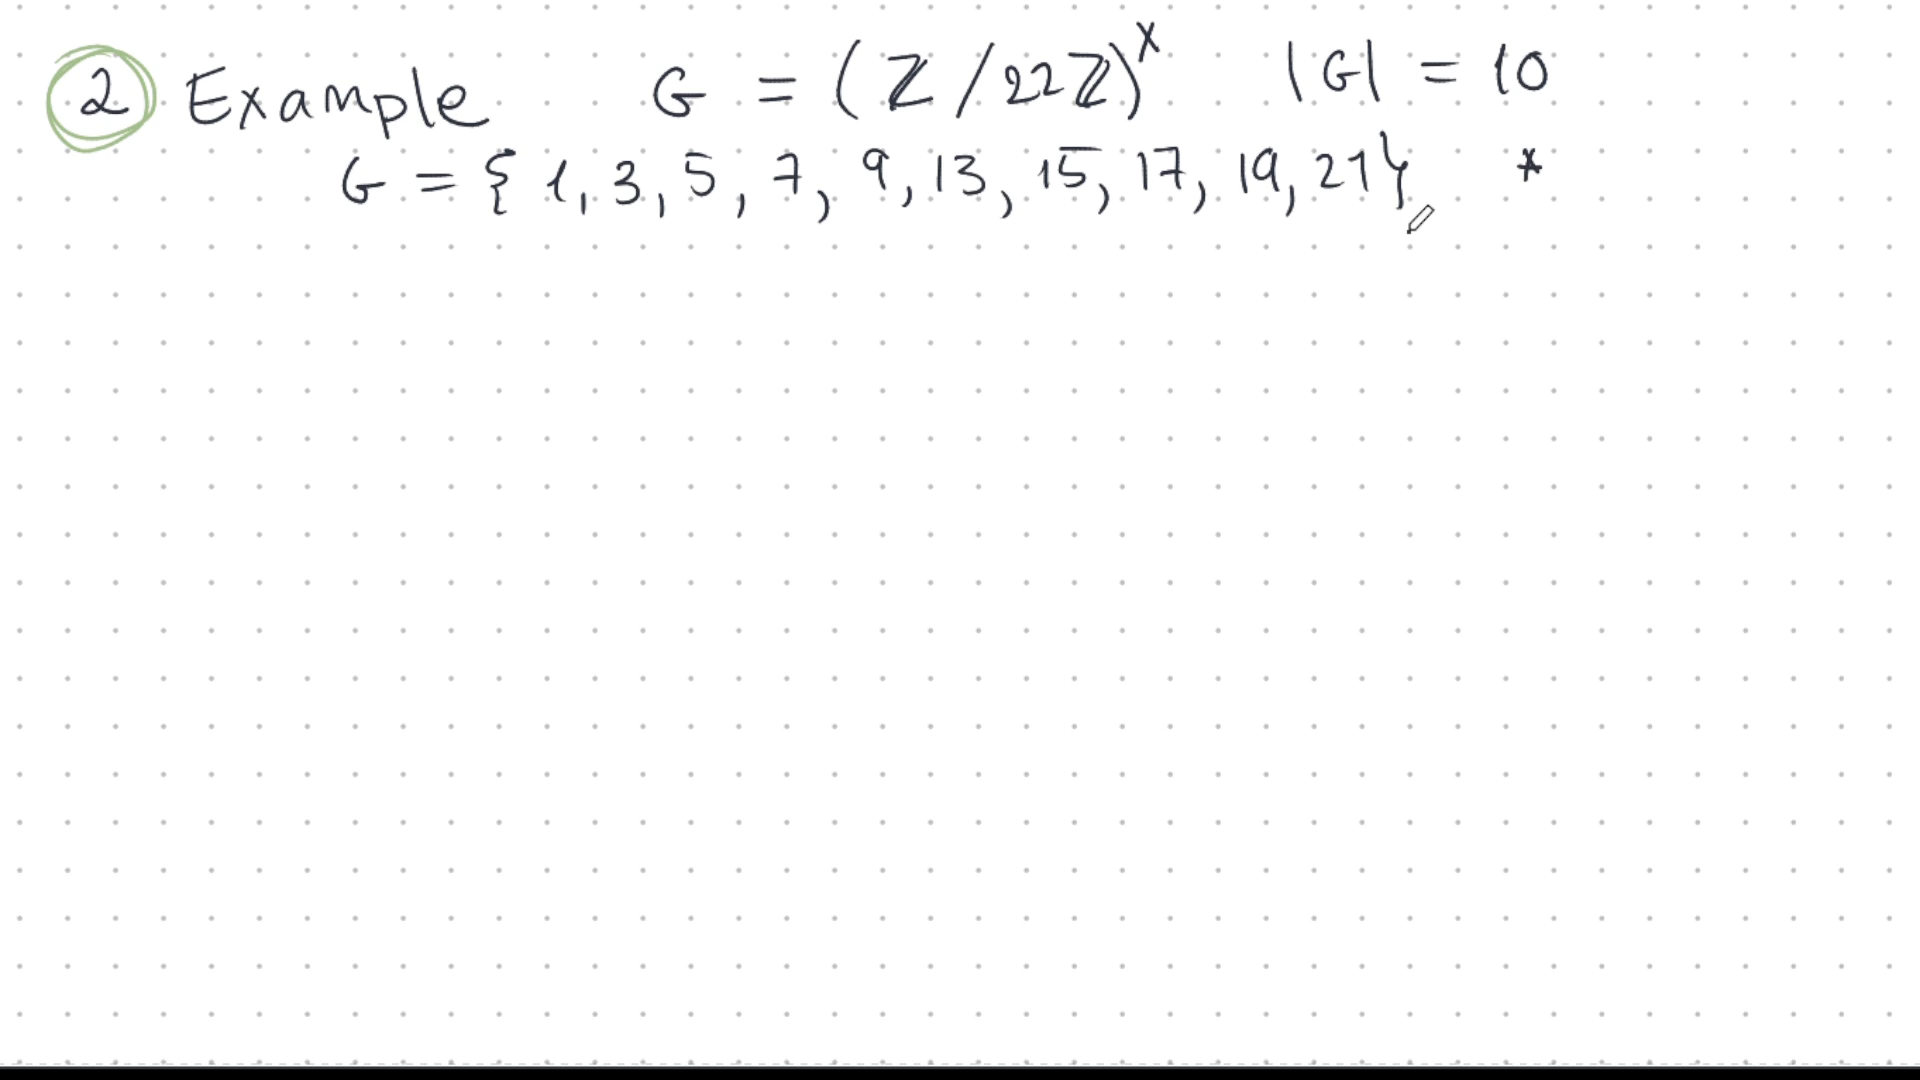 ② Example G = (ℤ/22ℤ)^× |G| = 10
G = {1, 3, 5, 7, 9, 13, 15, 17, 19, 21} *